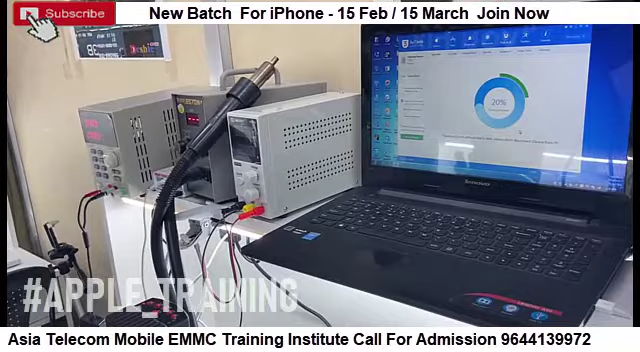 Subscribe
New Batch For iPhone - 15 Feb / 15 March Join Now
20%
Lenovo
#APPLE_TRAINING
Asia Telecom Mobile EMMC Training Institute Call For Admission 9644139972